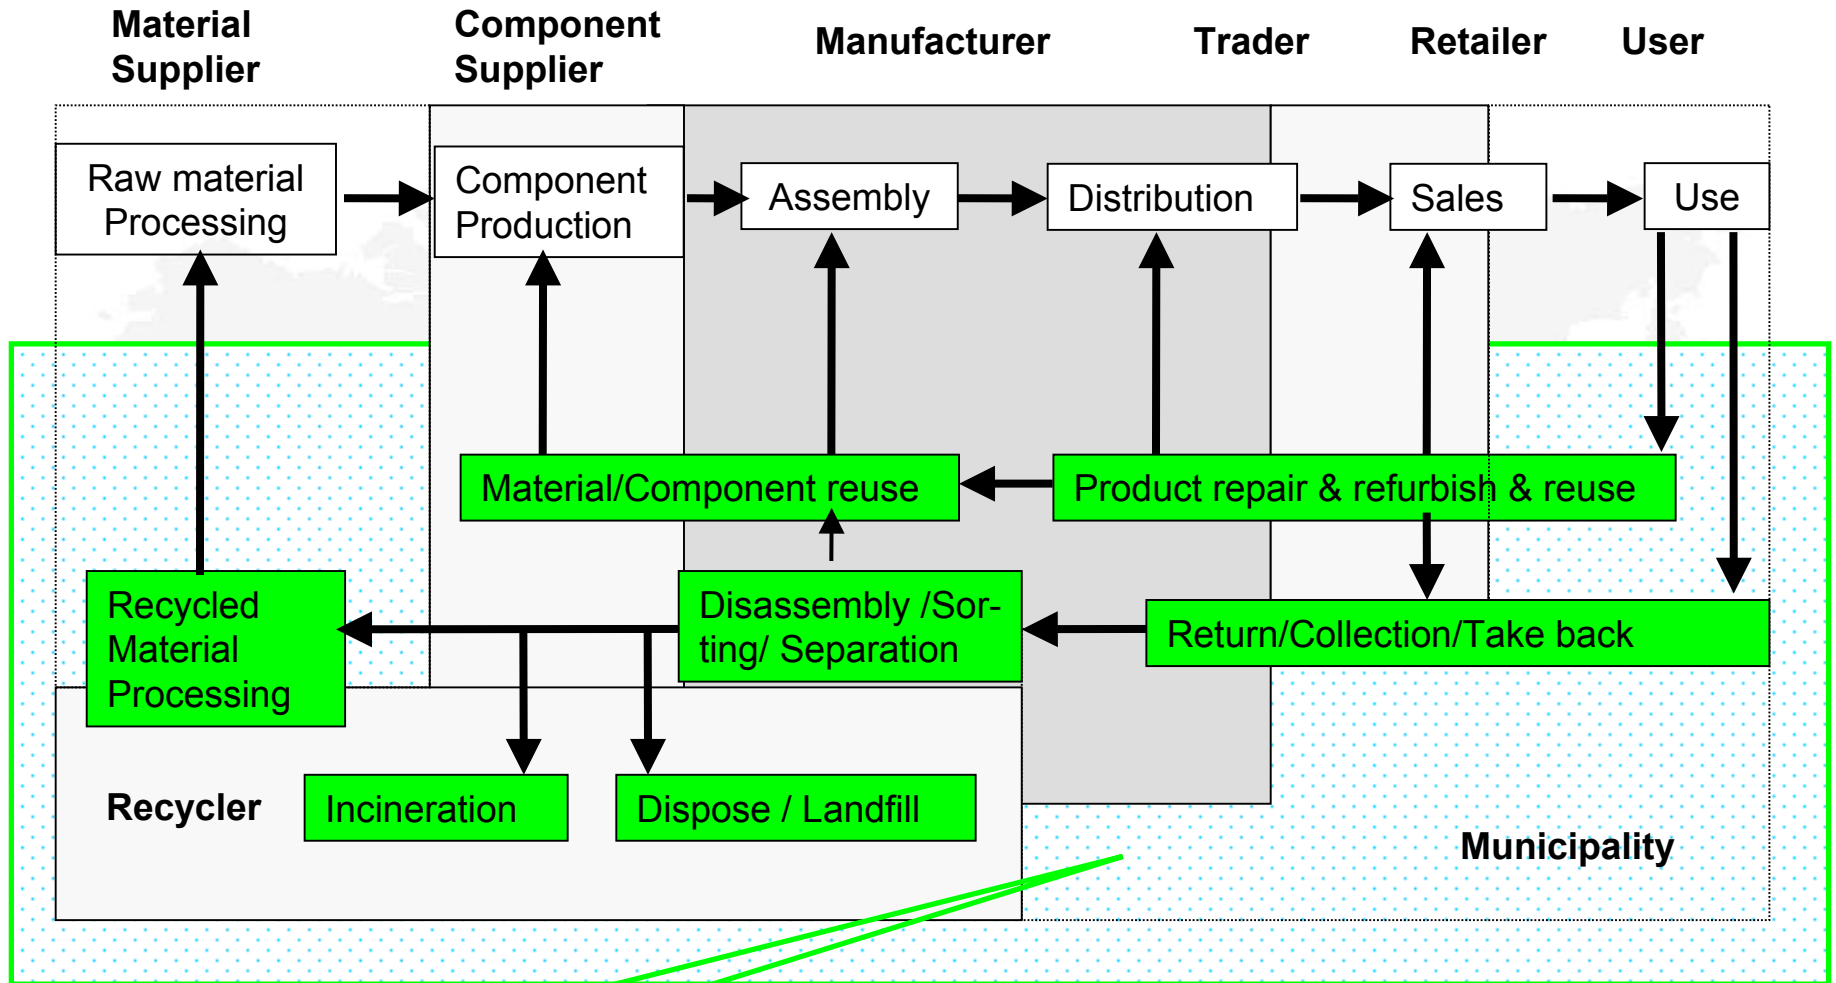 Material
Supplier
Component
Supplier
Manufacturer
Trader
Retailer
User
Raw material
Processing
Component
Production
Assembly
Distribution
Sales
Use
Material/Component reuse
Product repair & refurbish & reuse
Recycled
Material
Processing
Disassembly /Sor-
ting/ Separation
Return/Collection/Take back
Recycler
Incineration
Dispose / Landfill
Municipality